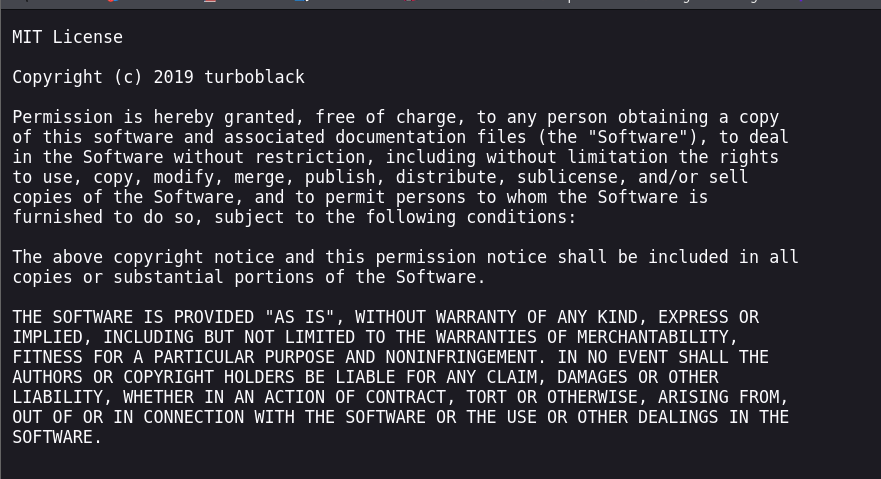 MIT License
Copyright (c) 2019 turboblack
Permission is hereby granted, free of charge, to any person obtaining a copy
of this software and associated documentation files (the "Software"), to deal
in the Software without restriction, including without limitation the rights
to use, copy, modify, merge, publish, distribute, sublicense, and/or sell
copies of the Software, and to permit persons to whom the Software is
furnished to do so, subject to the following conditions:
The above copyright notice and this permission notice shall be included in all
copies or substantial portions of the Software.
THE SOFTWARE IS PROVIDED "AS IS", WITHOUT WARRANTY OF ANY KIND, EXPRESS OR
IMPLIED, INCLUDING BUT NOT LIMITED TO THE WARRANTIES OF MERCHANTABILITY,
FITNESS FOR A PARTICULAR PURPOSE AND NONINFRINGEMENT. IN NO EVENT SHALL THE
AUTHORS OR COPYRIGHT HOLDERS BE LIABLE FOR ANY CLAIM, DAMAGES OR OTHER
LIABILITY, WHETHER IN AN ACTION OF CONTRACT, TORT OR OTHERWISE, ARISING FROM,
OUT OF OR IN CONNECTION WITH THE SOFTWARE OR THE USE OR OTHER DEALINGS IN THE
SOFTWARE.